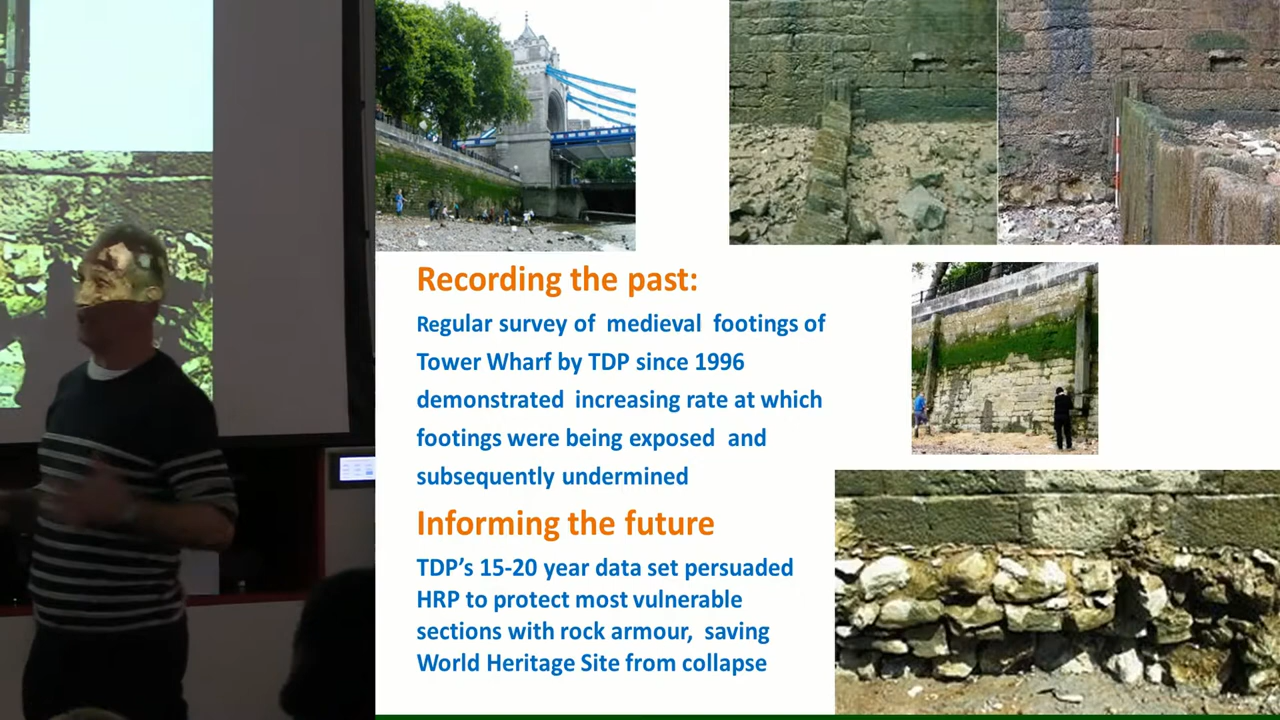 Recording the past:
Regular survey of medieval footings of
Tower Wharf by TDP since 1996
demonstrated increasing rate at which
footings were being exposed and
subsequently undermined
Informing the future
TDP’s 15-20 year data set persuaded
HRP to protect most vulnerable
sections with rock armour, saving
World Heritage Site from collapse